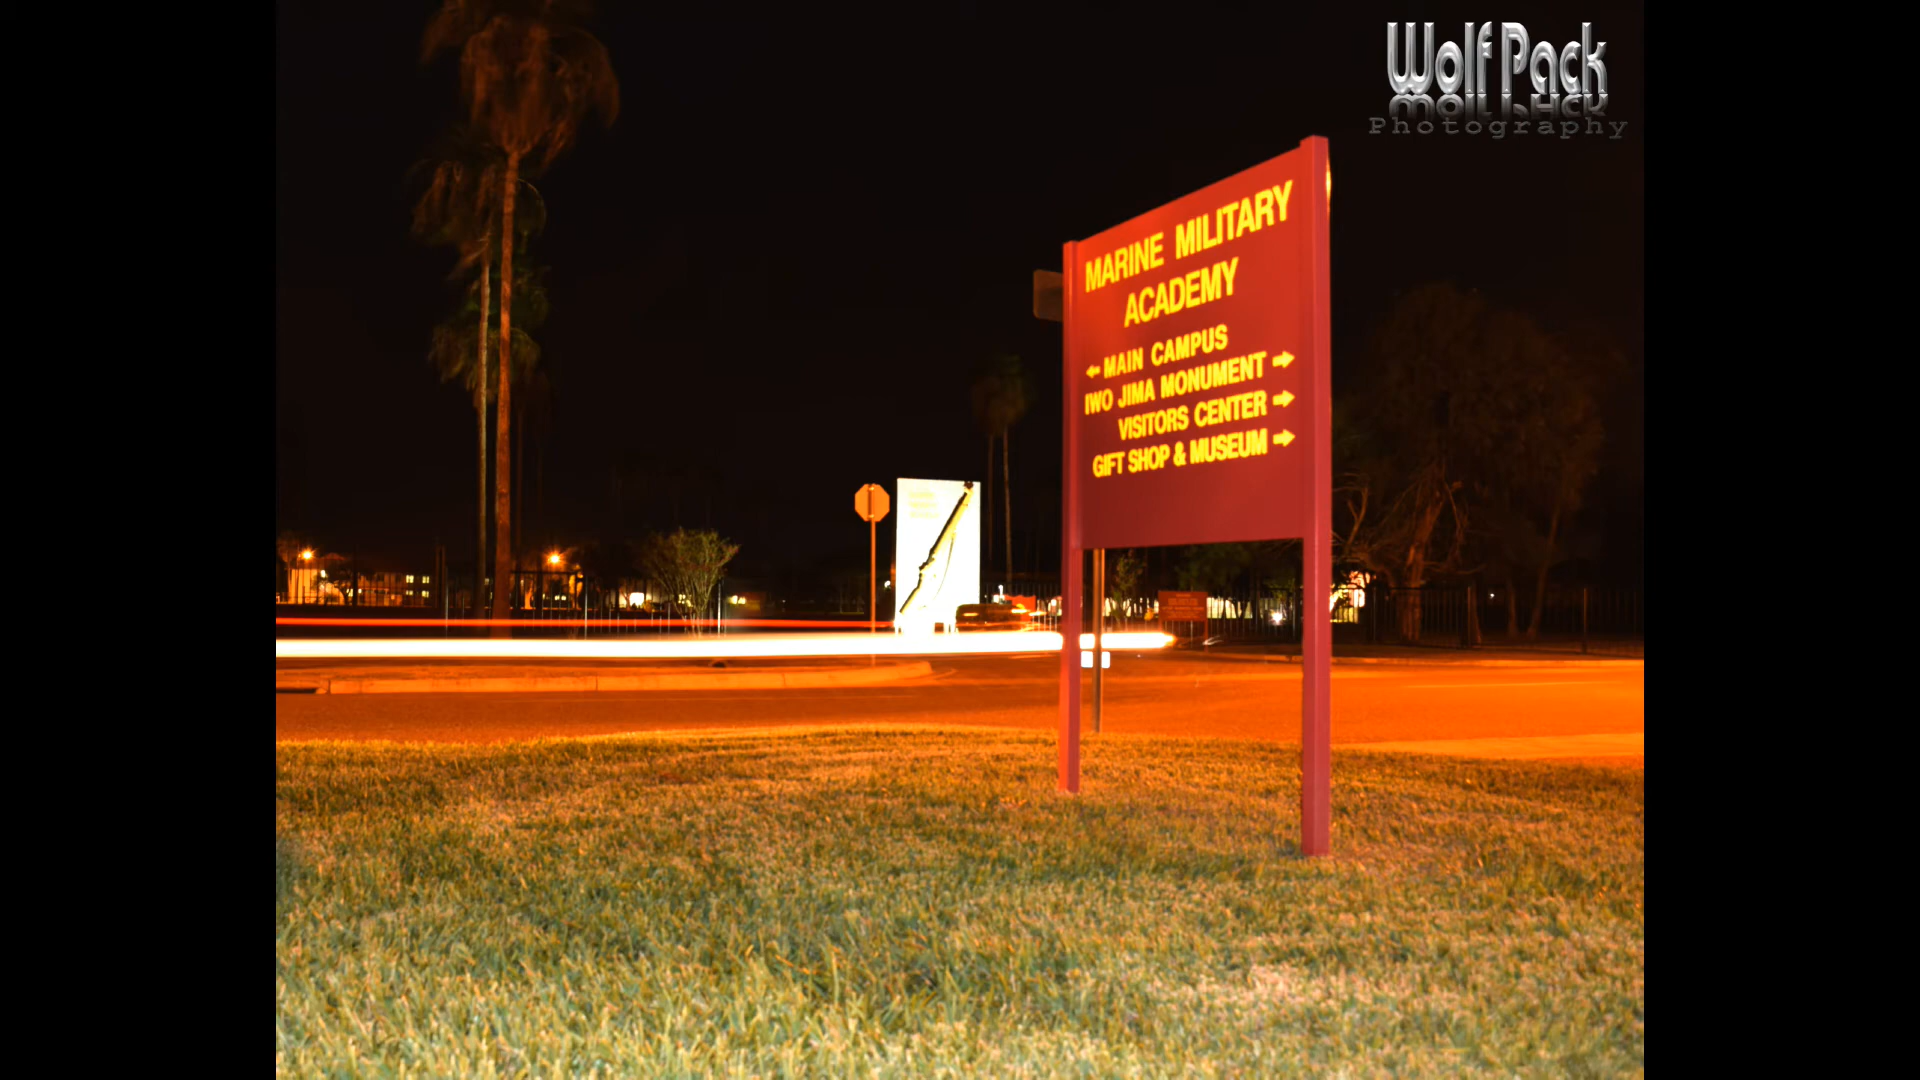 Wolf Pack
Photography
MARINE MILITARY
ACADEMY
← MAIN CAMPUS
IWO JIMA MONUMENT →
VISITORS CENTER →
GIFT SHOP & MUSEUM →